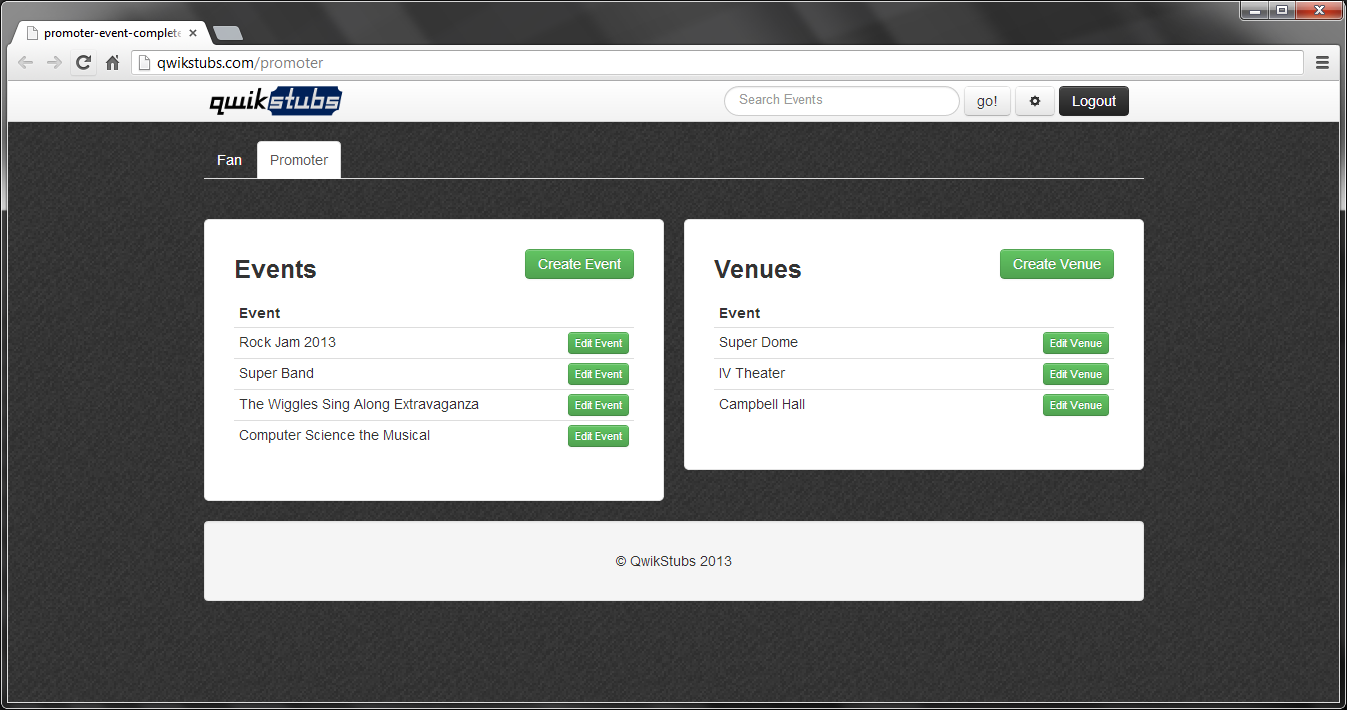 promoter-event-complete
qwikstubs.com/promoter
qwikstubs
Search Events
go!
Logout
Fan
Promoter
Events
Create Event
Event
Rock Jam 2013
Edit Event
Super Band
Edit Event
The Wiggles Sing Along Extravaganza
Edit Event
Computer Science the Musical
Edit Event
Venues
Create Venue
Event
Super Dome
Edit Venue
IV Theater
Edit Venue
Campbell Hall
Edit Venue
© QwikStubs 2013